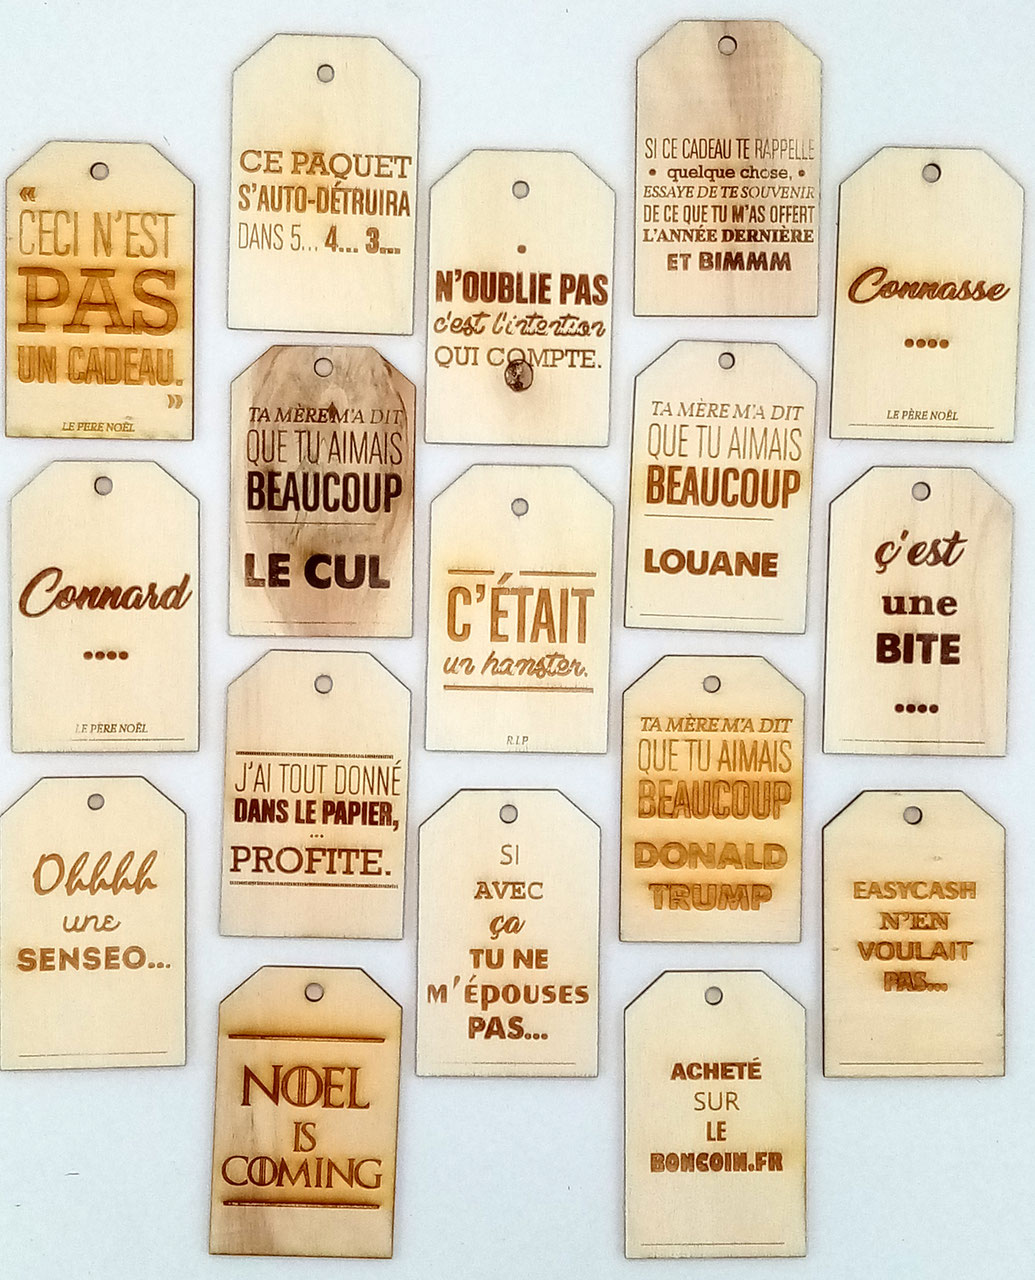 «
CECI N'EST
PAS
UN CADEAU.
»
LE PÈRE NOËL
CE PAQUET
S'AUTO-DÉTRUIRA
DANS 5... 4... 3...
N'OUBLIE PAS
c'est l'intention
QUI COMPTE.
SI CE CADEAU TE RAPPELLE
• quelque chose, •
ESSAYE DE TE SOUVENIR
DE CE QUE TU M'AS OFFERT
L'ANNÉE DERNIÈRE
ET BIMMM
Connasse
....
LE PÈRE NOËL
Connard
....
LE PÈRE NOËL
TA MÈRE M'A DIT
QUE TU AIMAIS
BEAUCOUP
LE CUL
C'ÉTAIT
un hamster.
R.I.P
TA MÈRE M'A DIT
QUE TU AIMAIS
BEAUCOUP
LOUANE
ç'est
une
BITE
....
Ohhhh
une
SENSEO...
J'AI TOUT DONNÉ
DANS LE PAPIER,
...
PROFITE.
SI
AVEC
ça
TU NE
M'ÉPOUSES
PAS...
TA MÈRE M'A DIT
QUE TU AIMAIS
BEAUCOUP
DONALD
TRUMP
EASYCASH
N'EN
VOULAIT
PAS...
NOEL
IS
COMING
ACHETÉ
SUR
LE
BONCOIN.FR